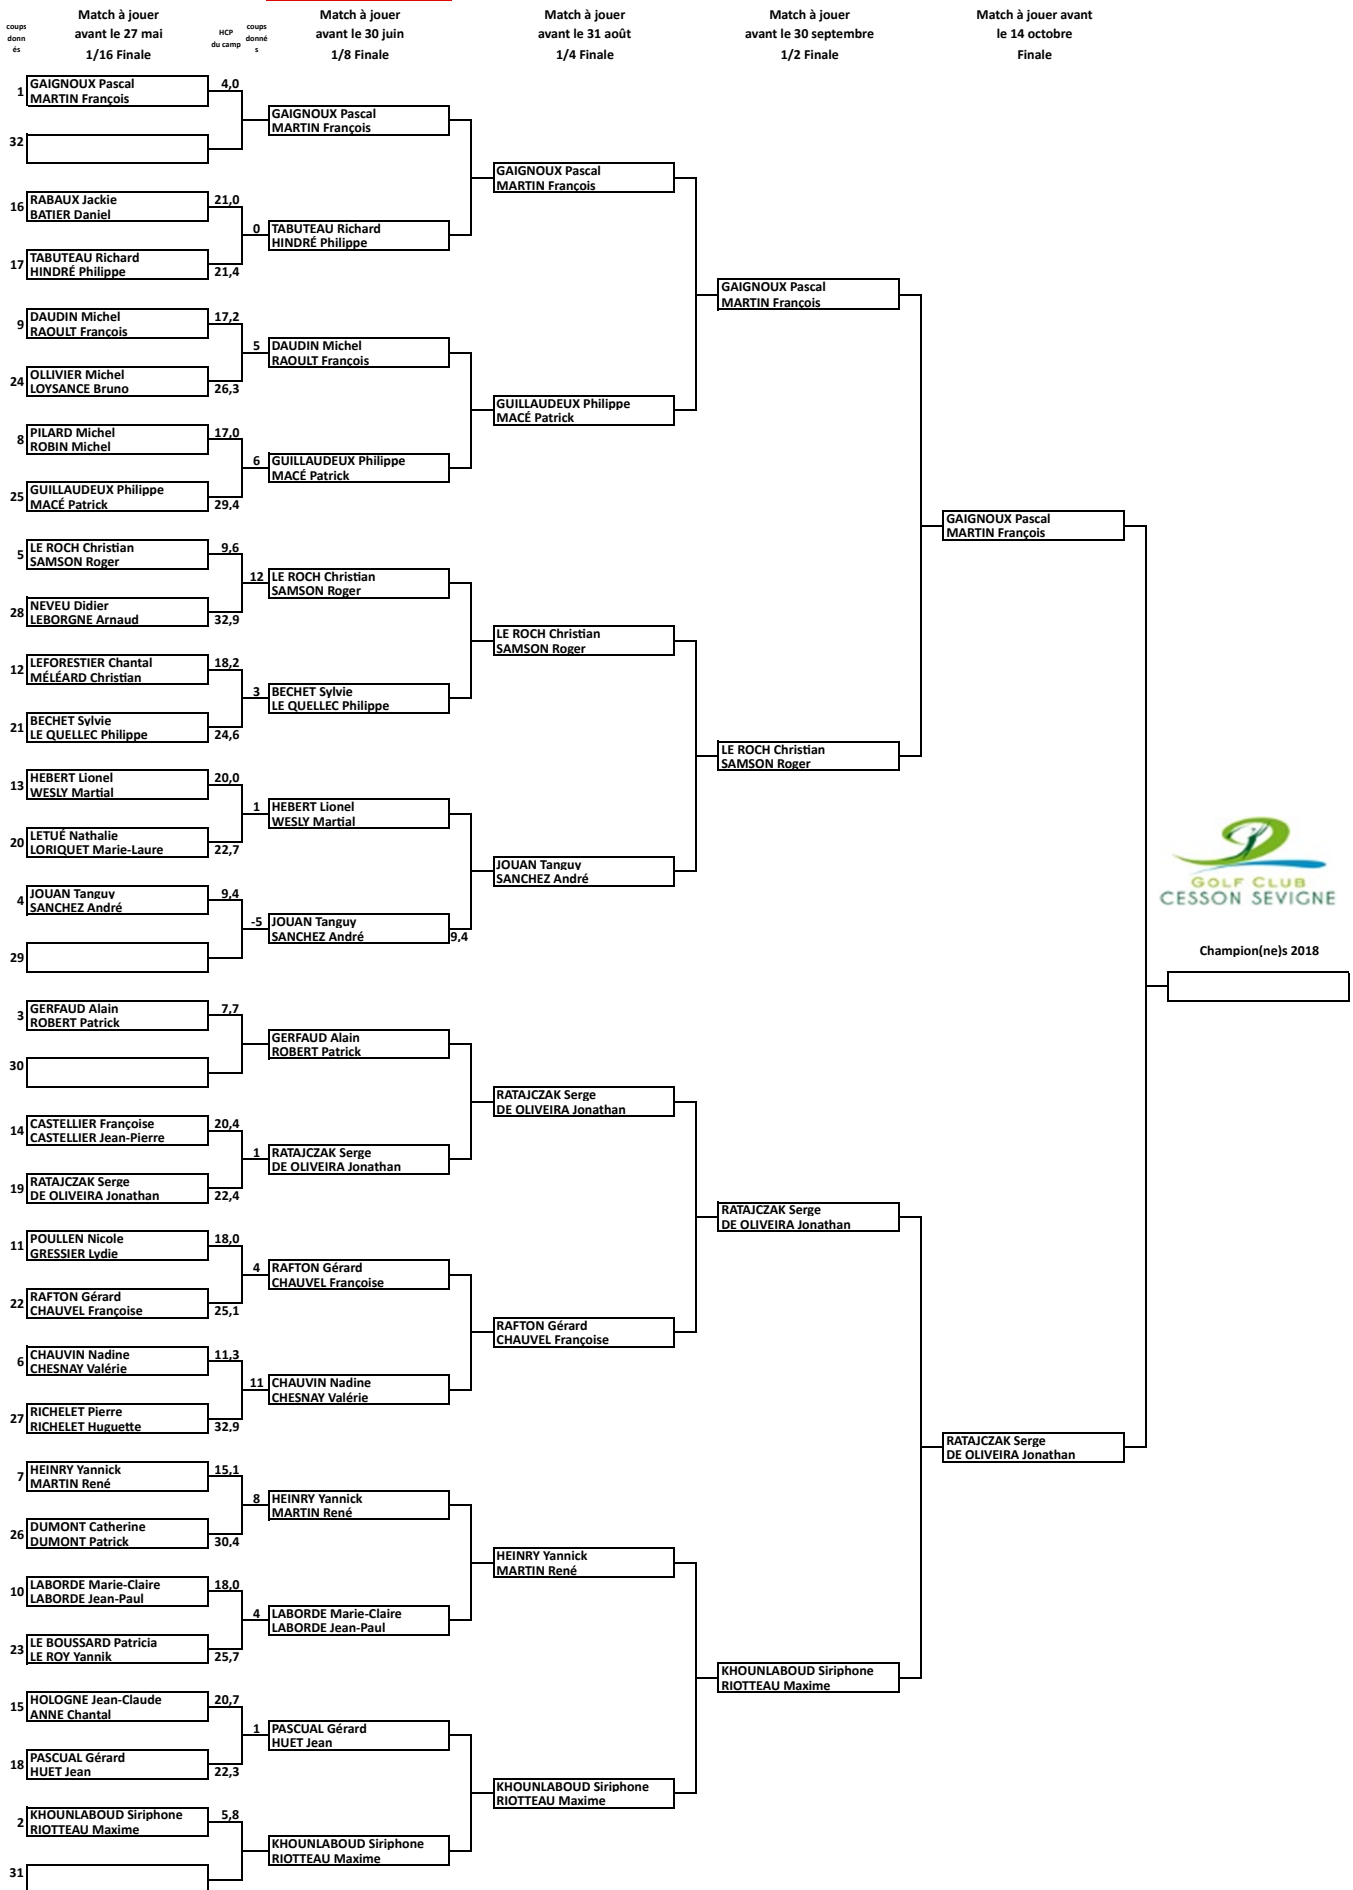 coups
donn
és
Match à jouer
avant le 27 mai
1/16 Finale
HCP
du camp
coups
donné
s
Match à jouer
avant le 30 juin
1/8 Finale
Match à jouer
avant le 31 août
1/4 Finale
Match à jouer
avant le 30 septembre
1/2 Finale
Match à jouer avant
le 14 octobre
Finale
1 GAIGNOUX Pascal 4,0
MARTIN François
32
16 RABAUX Jackie 21,0
BATIER Daniel
17 TABUTEAU Richard
HINDRÉ Philippe 21,4
9 DAUDIN Michel 17,2
RAOULT François
24 OLLIVIER Michel
LOYSANCE Bruno 26,3
8 PILARD Michel 17,0
ROBIN Michel
25 GUILLAUDEUX Philippe
MACÉ Patrick 29,4
5 LE ROCH Christian 9,6
SAMSON Roger
28 NEVEU Didier
LEBORGNE Arnaud 32,9
12 LEFORESTIER Chantal 18,2
MÉLÉARD Christian
21 BECHET Sylvie
LE QUELLEC Philippe 24,6
13 HEBERT Lionel 20,0
WESLY Martial
20 LETUÉ Nathalie
LORIQUET Marie-Laure 22,7
4 JOUAN Tanguy 9,4
SANCHEZ André
29
3 GERFAUD Alain 7,7
ROBERT Patrick
30
14 CASTELLIER Françoise 20,4
CASTELLIER Jean-Pierre
19 RATAJCZAK Serge
DE OLIVEIRA Jonathan 22,4
11 POULLEN Nicole 18,0
GRESSIER Lydie
22 RAFTON Gérard
CHAUVEL Françoise 25,1
6 CHAUVIN Nadine 11,3
CHESNAY Valérie
27 RICHELET Pierre
RICHELET Huguette 32,9
7 HEINRY Yannick 15,1
MARTIN René
26 DUMONT Catherine
DUMONT Patrick 30,4
10 LABORDE Marie-Claire 18,0
LABORDE Jean-Paul
23 LE BOUSSARD Patricia
LE ROY Yannik 25,7
15 HOLOGNE Jean-Claude 20,7
ANNE Chantal
18 PASCUAL Gérard
HUET Jean 22,3
2 KHOUNLABOUD Siriphone 5,8
RIOTTEAU Maxime
31
GAIGNOUX Pascal
MARTIN François
0 TABUTEAU Richard
HINDRÉ Philippe
5 DAUDIN Michel
RAOULT François
6 GUILLAUDEUX Philippe
MACÉ Patrick
12 LE ROCH Christian
SAMSON Roger
3 BECHET Sylvie
LE QUELLEC Philippe
1 HEBERT Lionel
WESLY Martial
-5 JOUAN Tanguy
SANCHEZ André 9,4
GERFAUD Alain
ROBERT Patrick
1 RATAJCZAK Serge
DE OLIVEIRA Jonathan
4 RAFTON Gérard
CHAUVEL Françoise
11 CHAUVIN Nadine
CHESNAY Valérie
8 HEINRY Yannick
MARTIN René
4 LABORDE Marie-Claire
LABORDE Jean-Paul
1 PASCUAL Gérard
HUET Jean
KHOUNLABOUD Siriphone
RIOTTEAU Maxime
GAIGNOUX Pascal
MARTIN François
GUILLAUDEUX Philippe
MACÉ Patrick
LE ROCH Christian
SAMSON Roger
JOUAN Tanguy
SANCHEZ André
RATAJCZAK Serge
DE OLIVEIRA Jonathan
RAFTON Gérard
CHAUVEL Françoise
HEINRY Yannick
MARTIN René
KHOUNLABOUD Siriphone
RIOTTEAU Maxime
GAIGNOUX Pascal
MARTIN François
LE ROCH Christian
SAMSON Roger
RATAJCZAK Serge
DE OLIVEIRA Jonathan
KHOUNLABOUD Siriphone
RIOTTEAU Maxime
GAIGNOUX Pascal
MARTIN François
RATAJCZAK Serge
DE OLIVEIRA Jonathan
GOLF CLUB
CESSON SEVIGNE
Champion(ne)s 2018